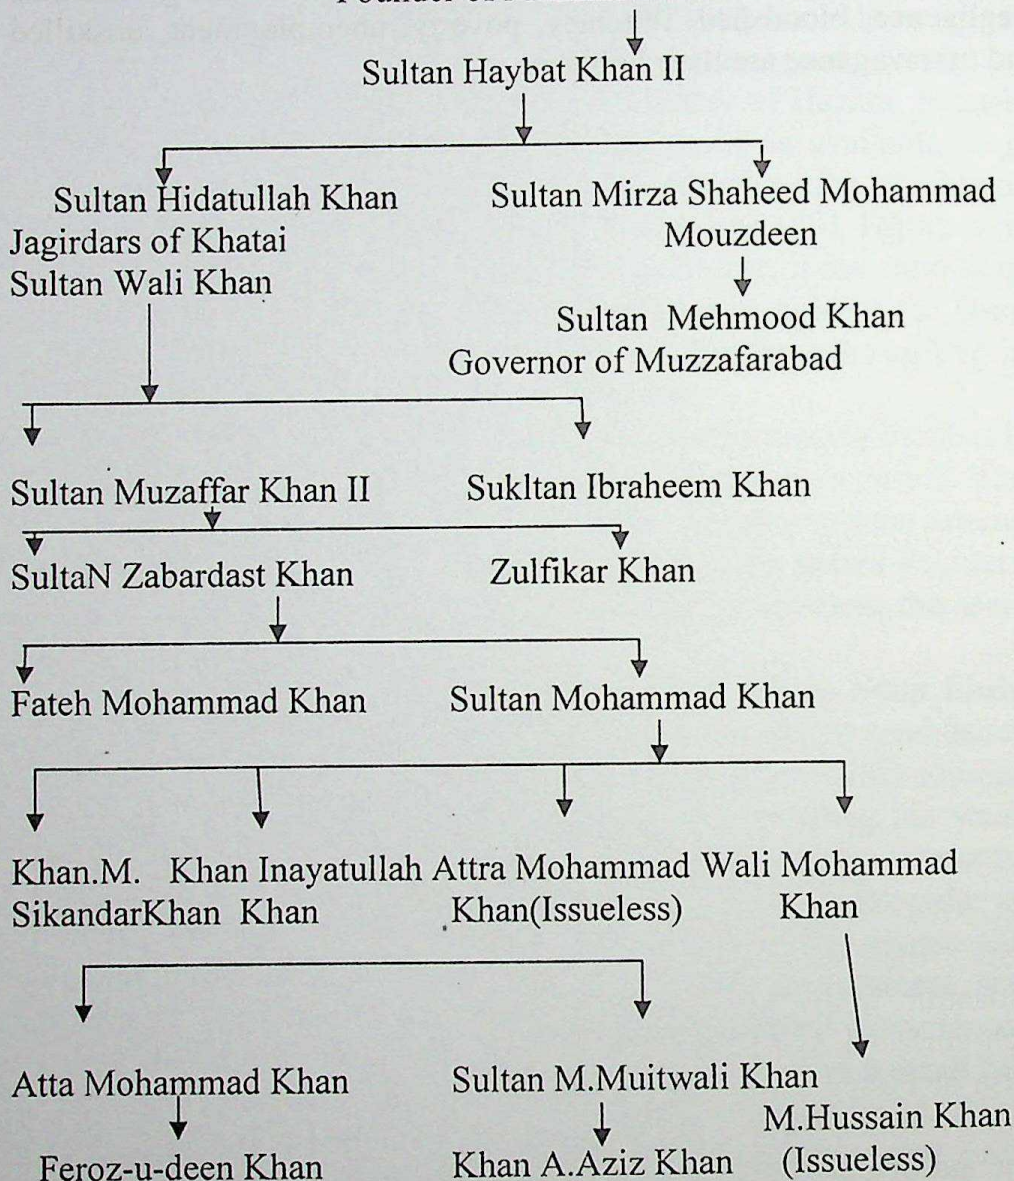 Sultan Haybat Khan II
Sultan Hidatullah Khan
Jagirdars of Khatai
Sultan Wali Khan
Sultan Mirza Shaheed Mohammad
Mouzdeen
Sultan Mehmood Khan
Governor of Muzzafarabad
Sultan Muzaffar Khan II
Sukltan Ibraheem Khan
SultaN Zabardast Khan
Zulfikar Khan
Fateh Mohammad Khan
Sultan Mohammad Khan
Khan.M.
SikandarKhan
Khan Inayatullah
Khan
Attra Mohammad
Khan(Issueless)
Wali Mohammad
Khan
Atta Mohammad Khan
Sultan M.Muitwali Khan
M.Hussain Khan
(Issueless)
Feroz-u-deen Khan
Khan A.Aziz Khan